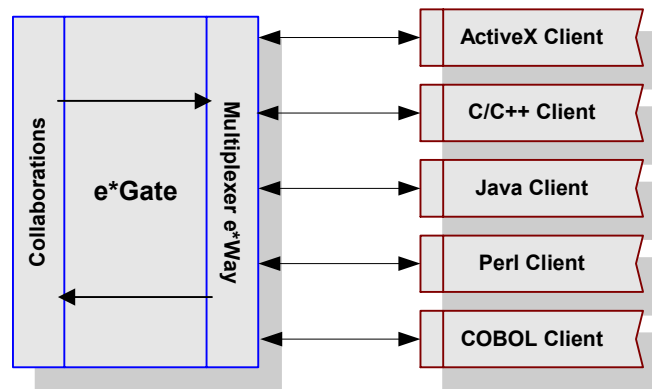 Collaborations
e*Gate
Multiplexer e*Way
ActiveX Client
C/C++ Client
Java Client
Perl Client
COBOL Client